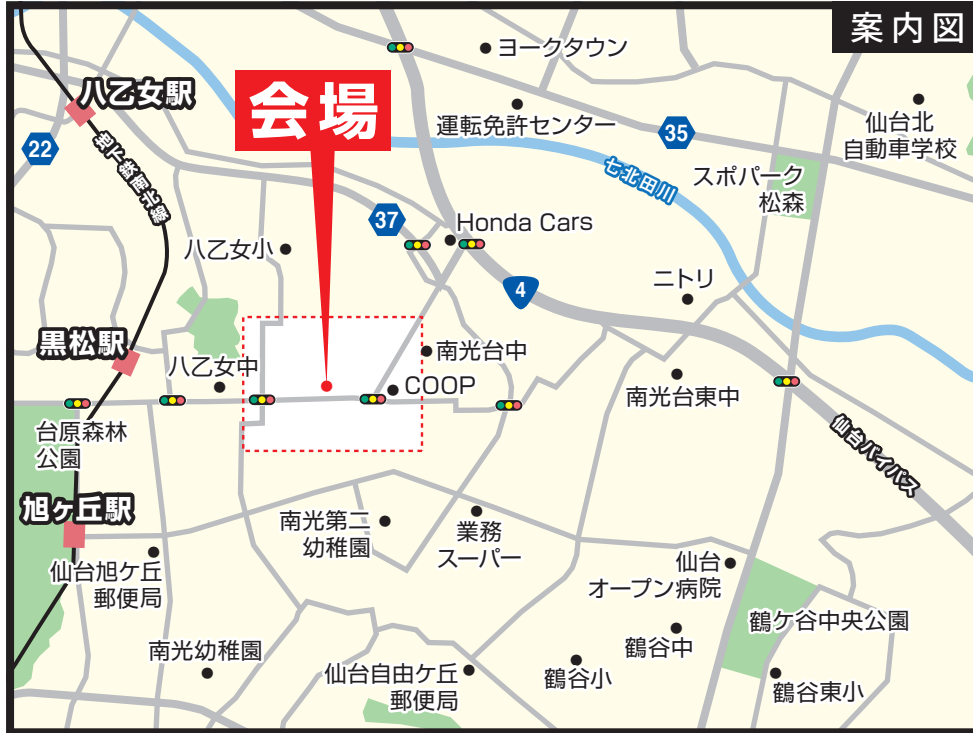 案内図
ヨークタウン
八乙女駅
会場
運転免許センター
35
仙台北
自動車学校
22
地下鉄南北線
七北田川
スポパーク
松森
37
Honda Cars
八乙女小
4
ニトリ
黒松駅
南光台中
八乙女中
COOP
南光台東中
台原森林
公園
仙台バイパス
旭ヶ丘駅
南光第二
幼稚園
業務
スーパー
仙台旭ケ丘
郵便局
仙台
オープン病院
鶴ケ谷中央公園
南光幼稚園
仙台自由ケ丘
郵便局
鶴谷小
鶴谷中
鶴谷東小